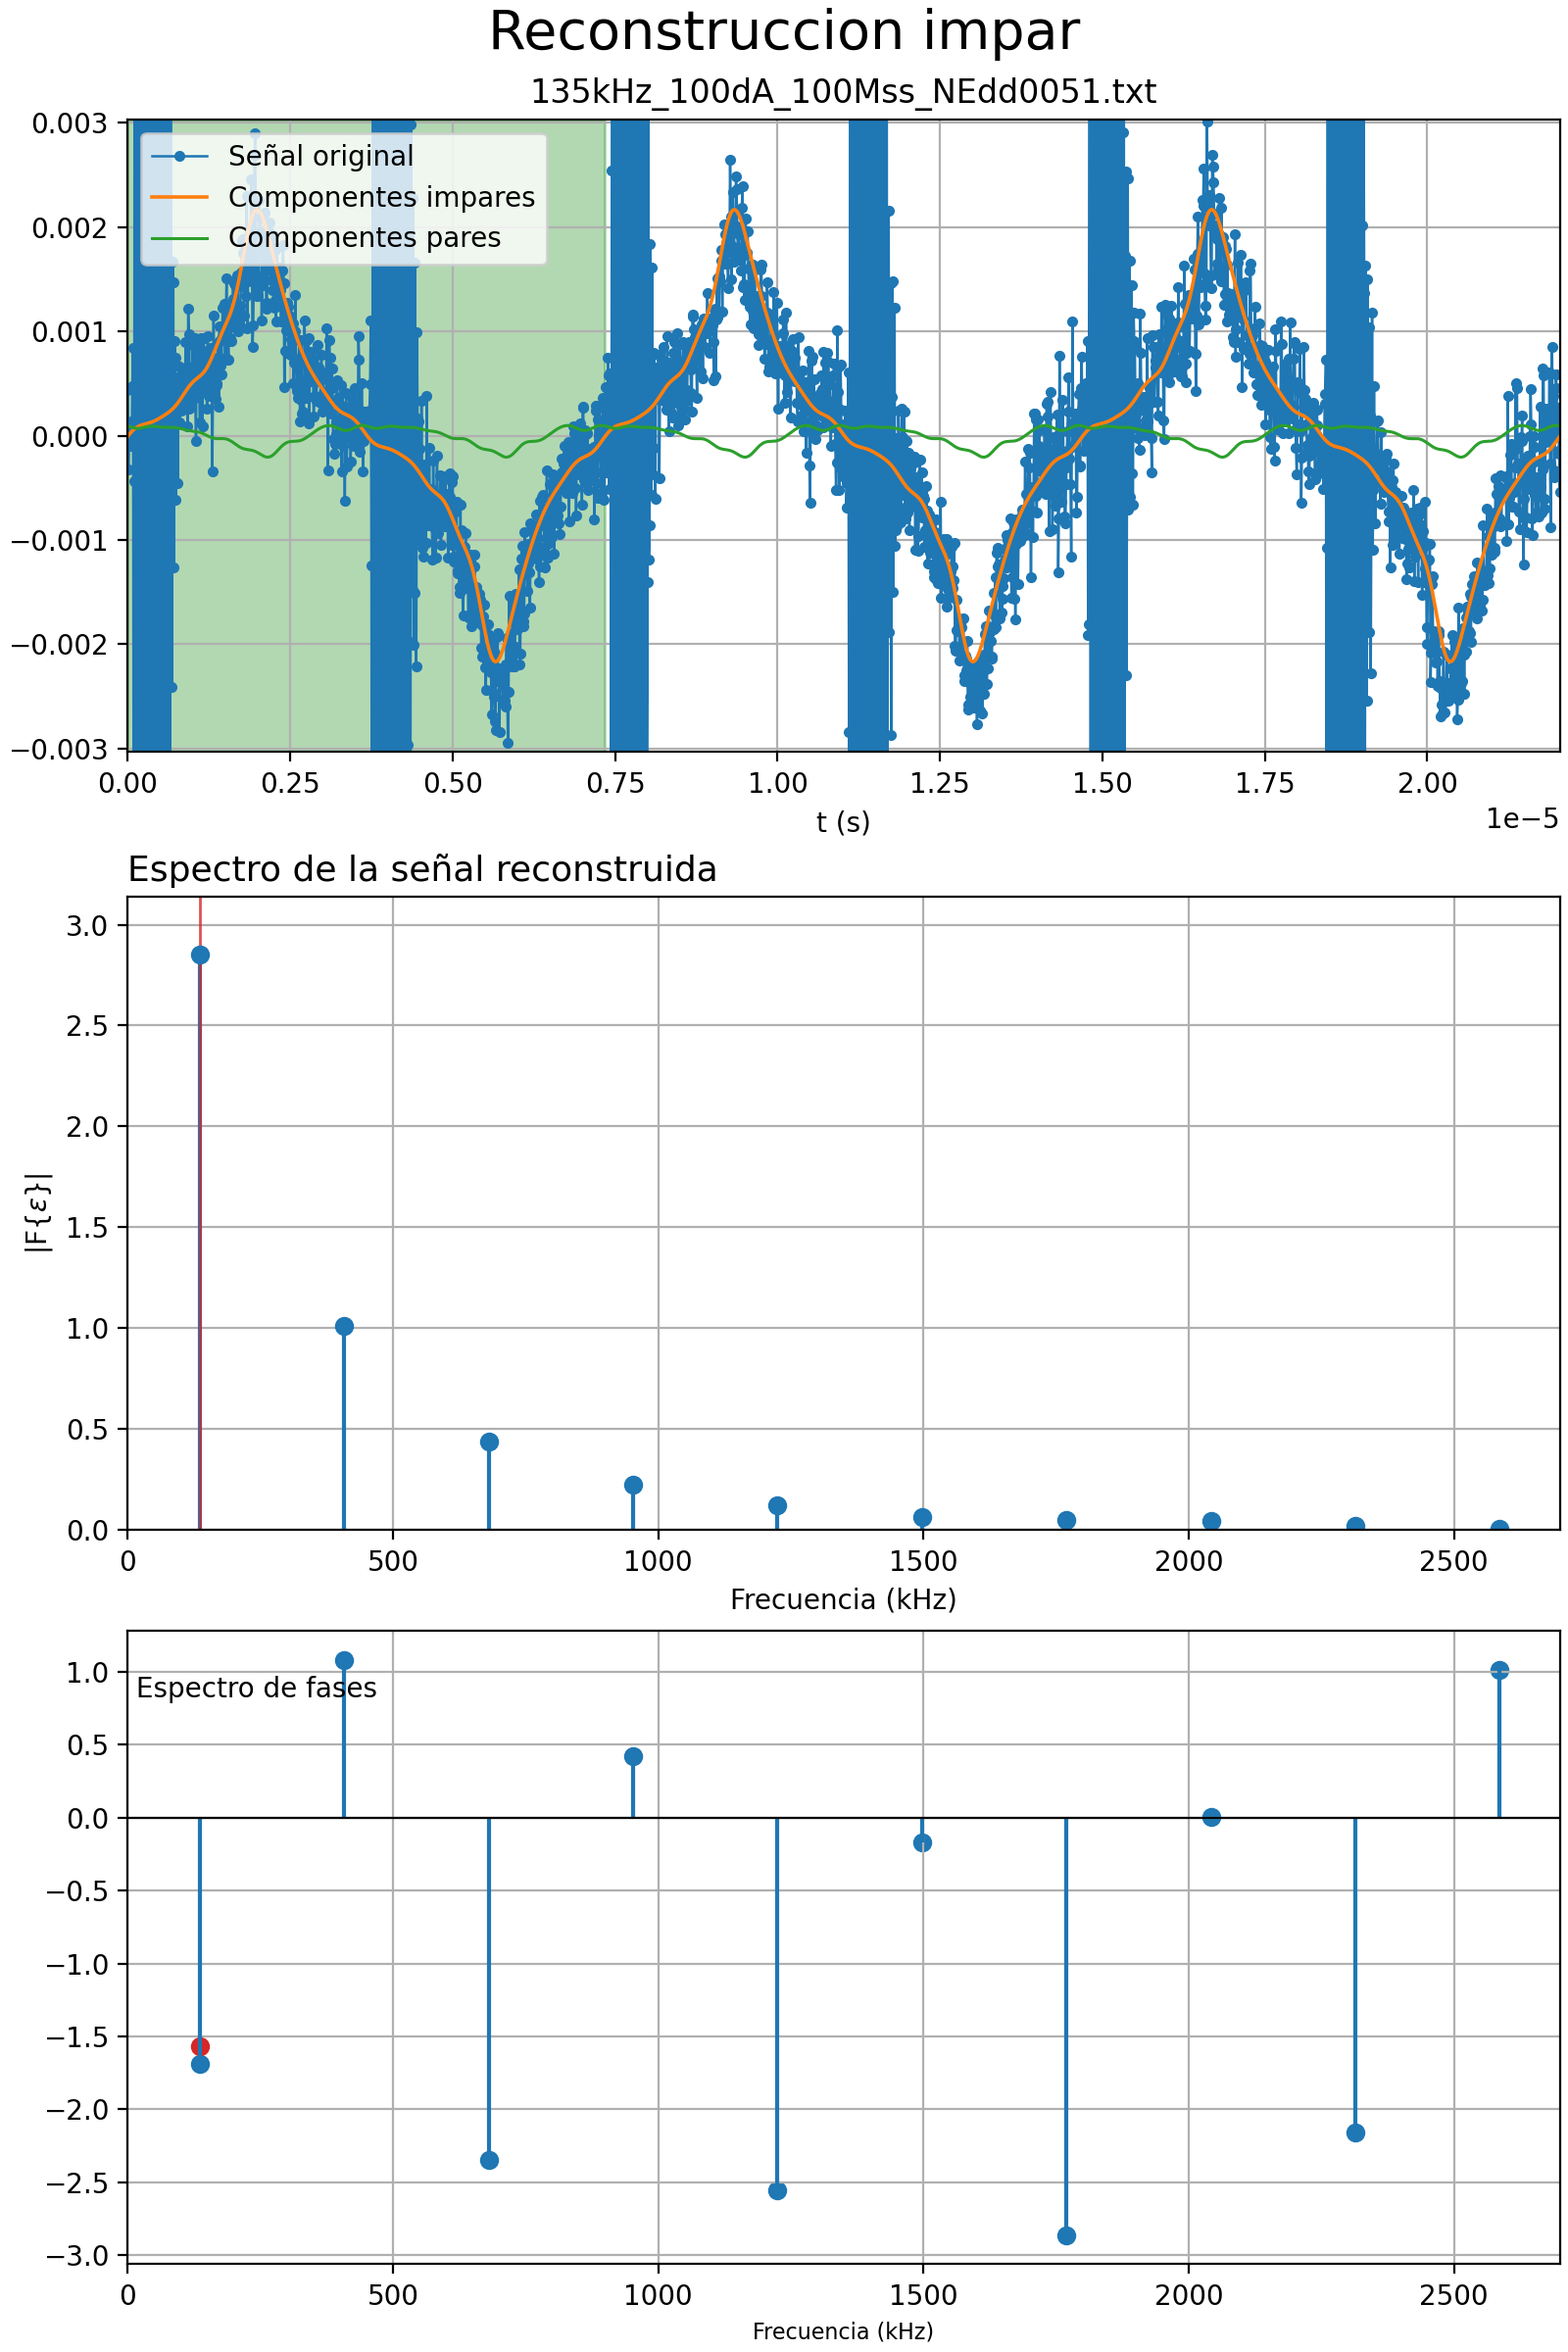 Reconstruccion impar
135kHz_100dA_100Mss_NEdd0051.txt
0.003
0.002
0.001
0.000
−0.001
−0.002
−0.003
Señal original
Componentes impares
Componentes pares
0.00 0.25 0.50 0.75 1.00 1.25 1.50 1.75 2.00
1e−5
t (s)
Espectro de la señal reconstruida
3.0
2.5
2.0
1.5
1.0
0.5
0.0
|F{ε}|
0 500 1000 1500 2000 2500
Frecuencia (kHz)
1.0
0.5
0.0
−0.5
−1.0
−1.5
−2.0
−2.5
−3.0
Espectro de fases
0 500 1000 1500 2000 2500
Frecuencia (kHz)